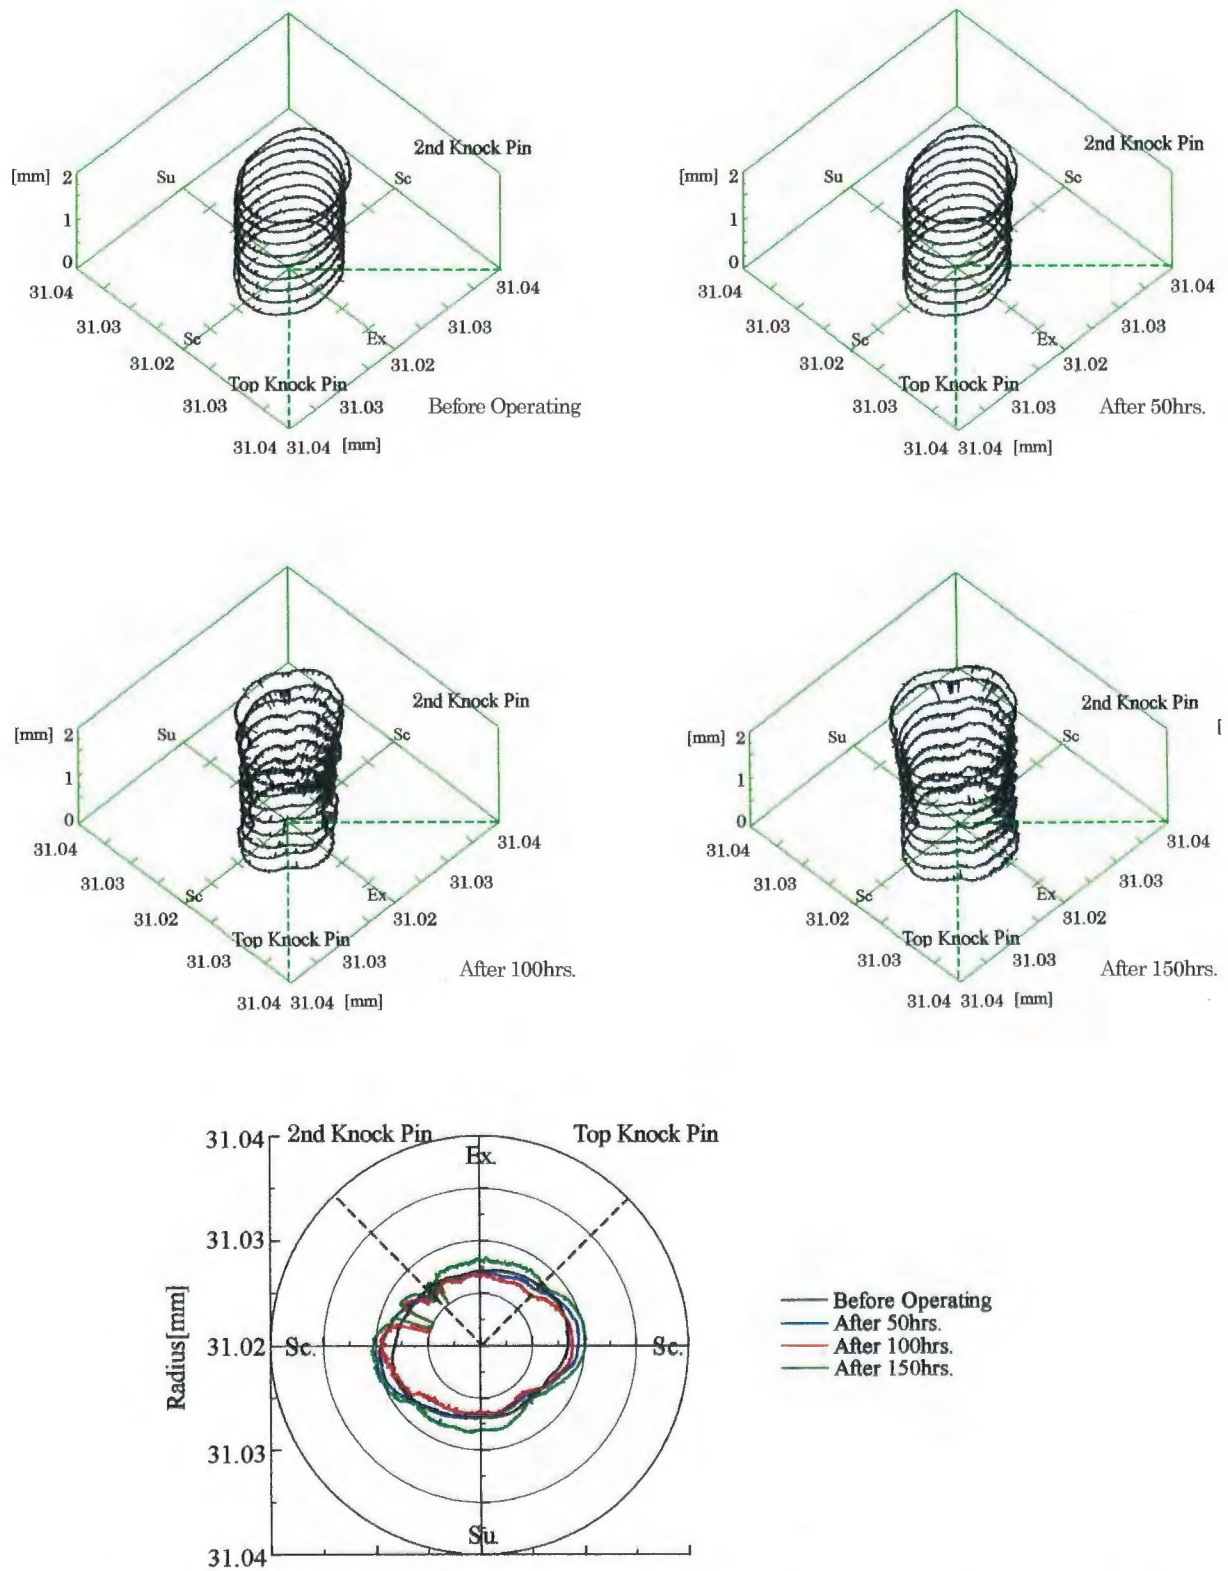 2nd Knock Pin
[mm] 2
Su
Sc
1
0
31.04
31.04
31.03
31.03
Sc
Ex
31.02
31.02
Top Knock Pin
31.03
31.03
Before Operating
31.04 31.04 [mm]
2nd Knock Pin
[mm] 2
Su
Sc
1
0
31.04
31.04
31.03
31.03
Sc
Ex
31.02
31.02
Top Knock Pin
31.03
31.03
After 50hrs.
31.04 31.04 [mm]
2nd Knock Pin
[mm] 2
Su
Sc
1
0
31.04
31.04
31.03
31.03
Sc
Ex
31.02
31.02
Top Knock Pin
31.03
31.03
After 100hrs.
31.04 31.04 [mm]
2nd Knock Pin
[
[mm] 2
Su
Sc
1
0
31.04
31.04
31.03
31.03
Sc
Ex
31.02
31.02
Top Knock Pin
31.03
31.03
After 150hrs.
31.04 31.04 [mm]
31.04
2nd Knock Pin
Top Knock Pin
Ex.
31.03
Radius[mm]
31.02
Sc.
Sc.
31.03
Su.
31.04
Before Operating
After 50hrs.
After 100hrs.
After 150hrs.